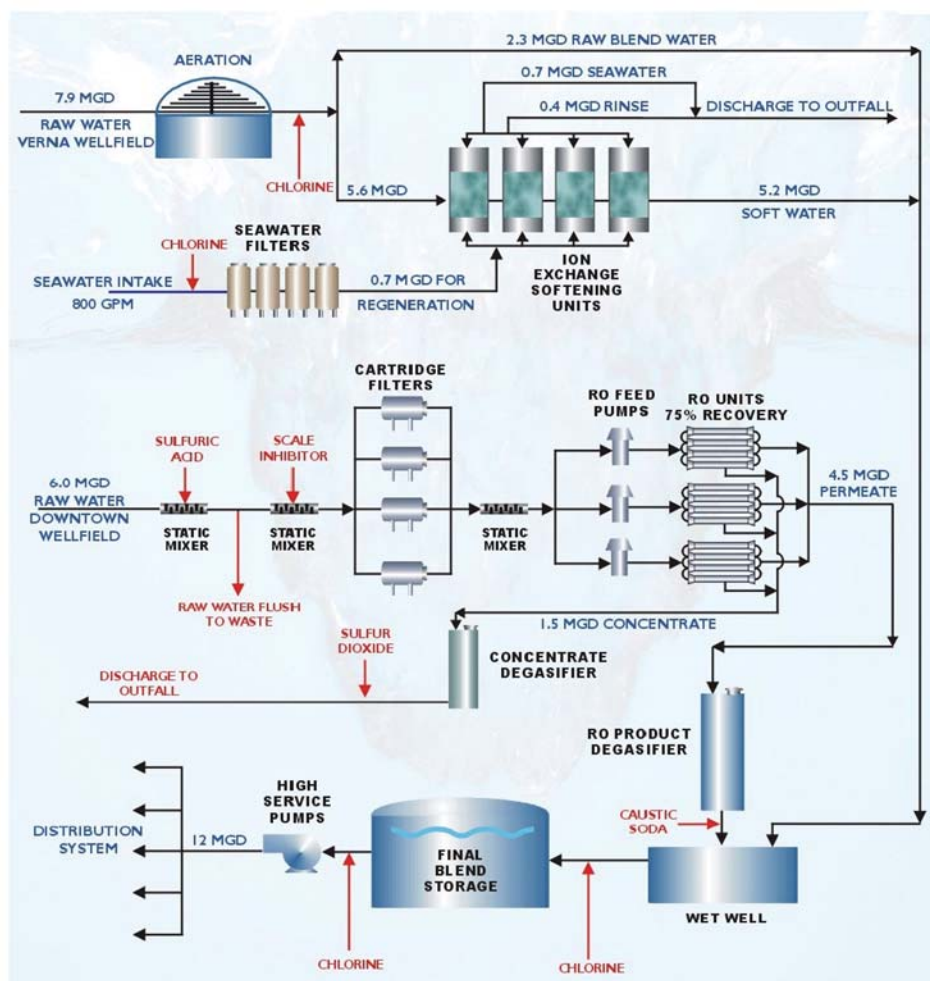 2.3 MGD RAW BLEND WATER
AERATION
0.7 MGD SEAWATER
7.9 MGD
0.4 MGD RINSE
DISCHARGE TO OUTFALL
RAW WATER
VERNA WELLFIELD
CHLORINE
5.6 MGD
5.2 MGD
SOFT WATER
SEAWATER
FILTERS
CHLORINE
ION
EXCHANGE
SOFTENING
UNITS
SEAWATER INTAKE
800 GPM
0.7 MGD FOR
REGENERATION
CARTRIDGE
FILTERS
RO FEED
PUMPS
RO UNITS
75% RECOVERY
SULFURIC
ACID
SCALE
INHIBITOR
6.0 MGD
RAW WATER
DOWNTOWN
WELLFIELD
4.5 MGD
PERMEATE
STATIC
MIXER
STATIC
MIXER
STATIC
MIXER
RAW WATER FLUSH
TO WASTE
1.5 MGD CONCENTRATE
SULFUR
DIOXIDE
CONCENTRATE
DEGASIFIER
DISCHARGE TO
OUTFALL
RO PRODUCT
DEGASIFIER
HIGH
SERVICE
PUMPS
CAUSTIC
SODA
DISTRIBUTION
SYSTEM
12 MGD
FINAL
BLEND
STORAGE
WET WELL
CHLORINE
CHLORINE